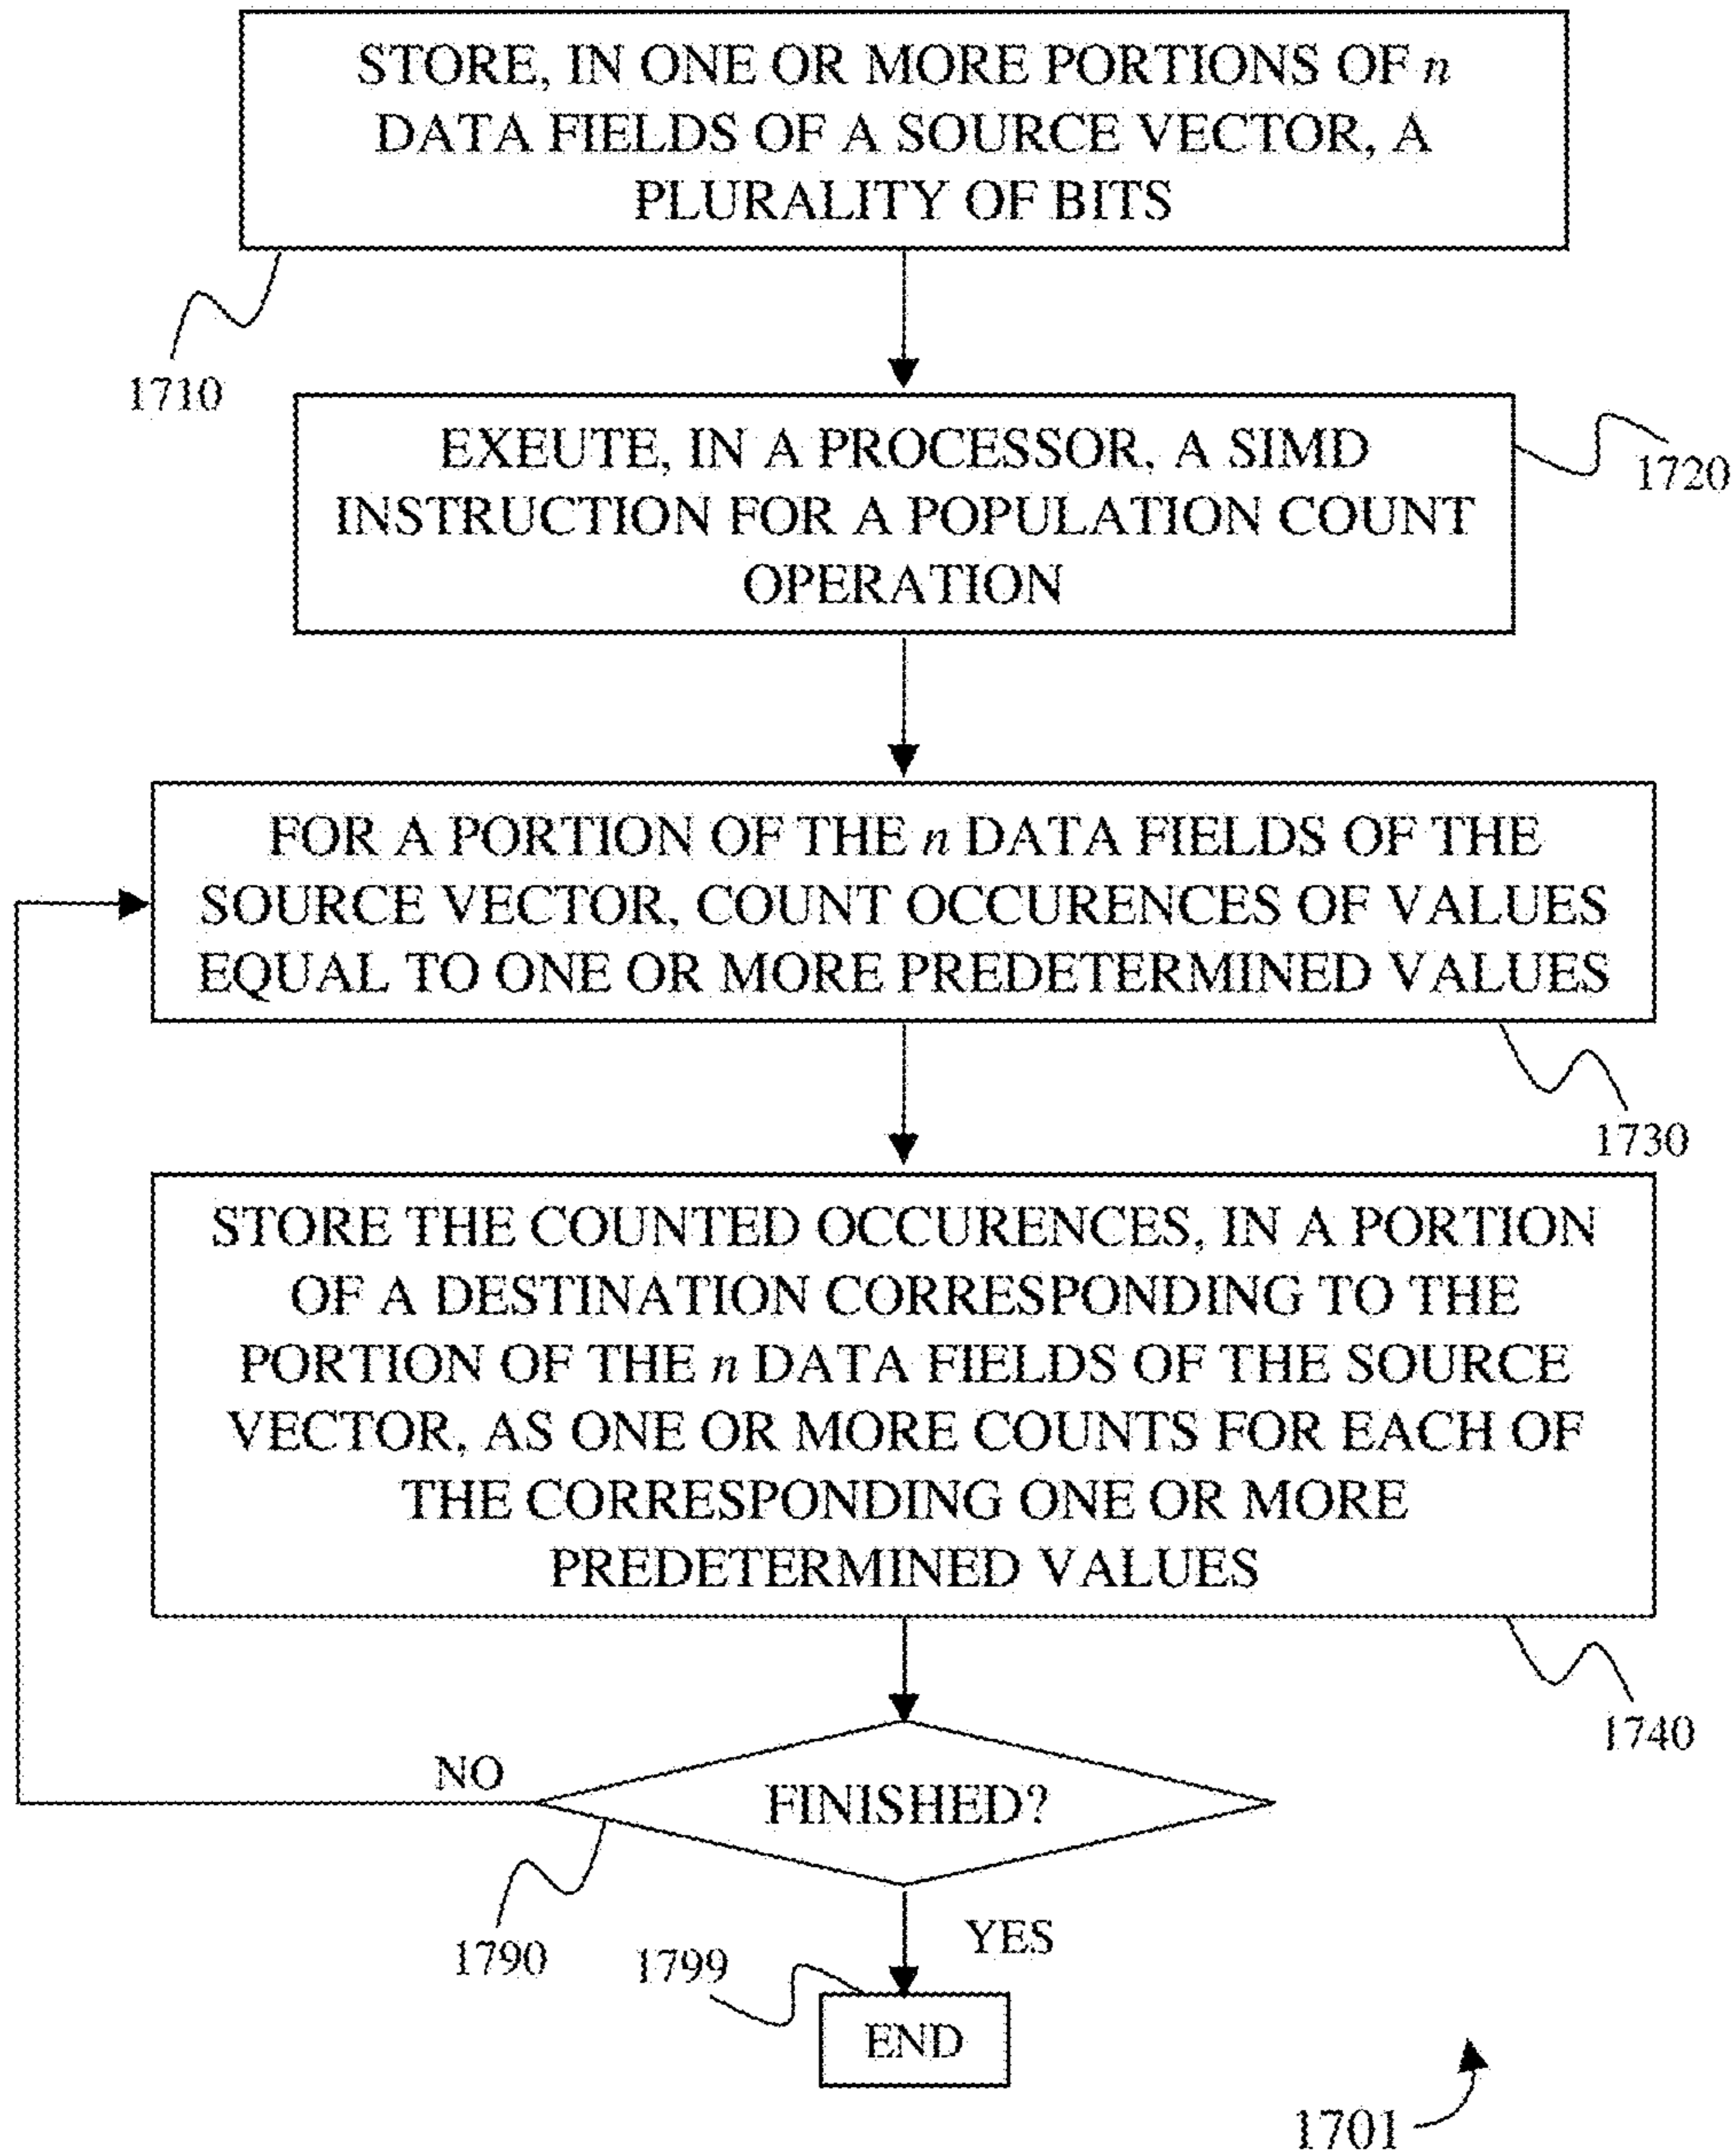 STORE, IN ONE OR MORE PORTIONS OF n
DATA FIELDS OF A SOURCE VECTOR, A
PLURALITY OF BITS
1710
EXEUTE, IN A PROCESSOR, A SIMD
INSTRUCTION FOR A POPULATION COUNT
OPERATION
1720
FOR A PORTION OF THE n DATA FIELDS OF THE
SOURCE VECTOR, COUNT OCCURENCES OF VALUES
EQUAL TO ONE OR MORE PREDETERMINED VALUES
1730
STORE THE COUNTED OCCURENCES, IN A PORTION
OF A DESTINATION CORRESPONDING TO THE
PORTION OF THE n DATA FIELDS OF THE SOURCE
VECTOR, AS ONE OR MORE COUNTS FOR EACH OF
THE CORRESPONDING ONE OR MORE
PREDETERMINED VALUES
1740
NO
FINISHED?
1790
YES
1799
END
1701